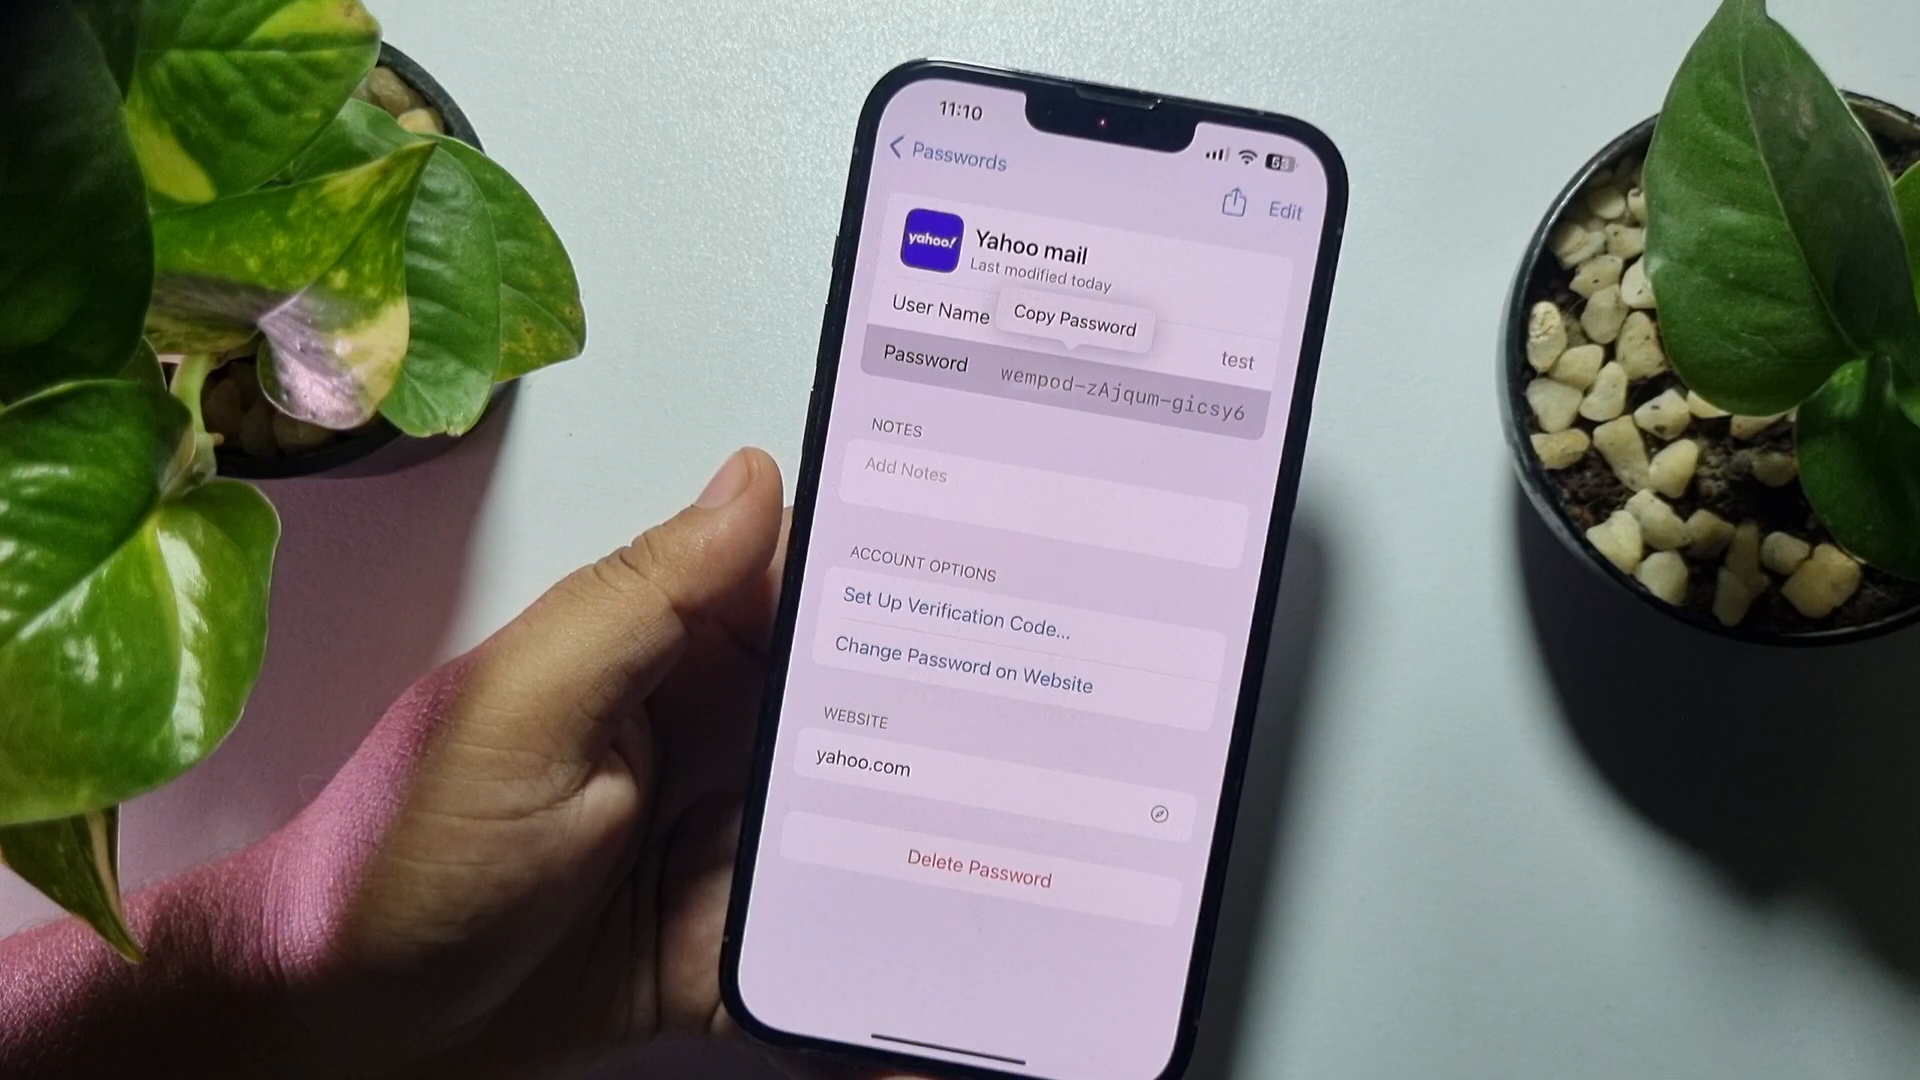 11:10
53
Passwords
Edit
yahoo!
Yahoo mail
Last modified today
Copy Password
User Name
test
Password wempod-zAjqum-gicsy6
NOTES
Add Notes
ACCOUNT OPTIONS
Set Up Verification Code...
Change Password on Website
WEBSITE
yahoo.com
Delete Password